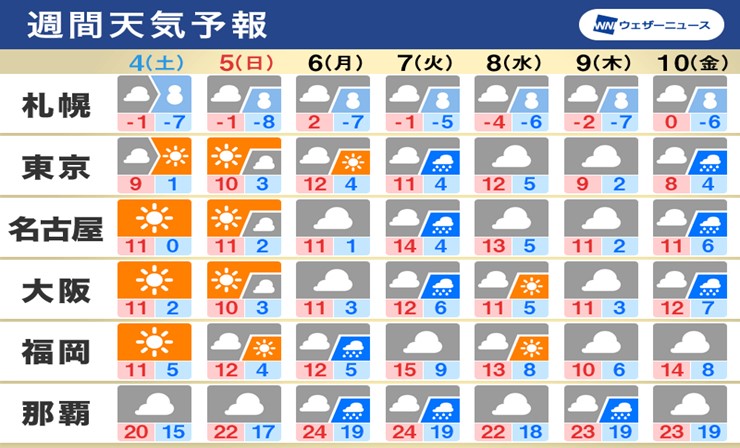 週間天気予報
WNI ウェザーニュース
4(土) 5(日) 6(月) 7(火) 8(水) 9(木) 10(金)
札幌
-1 -7 -1 -8 2 -7 -1 -5 -4 -6 -2 -7 0 -6
東京
9 1 10 3 12 4 11 4 12 5 9 2 8 4
名古屋
11 0 11 2 11 1 14 4 13 5 11 2 11 6
大阪
11 2 10 3 11 3 12 6 11 5 11 3 12 7
福岡
11 5 12 4 12 5 15 9 13 8 10 6 14 8
那覇
20 15 22 17 24 19 24 19 22 18 23 19 23 19